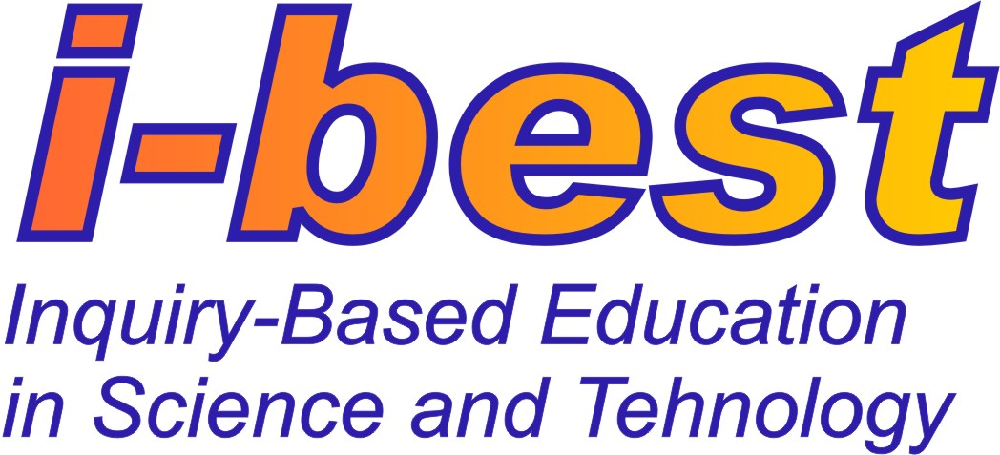 i-best
Inquiry-Based Education
in Science and Tehnology